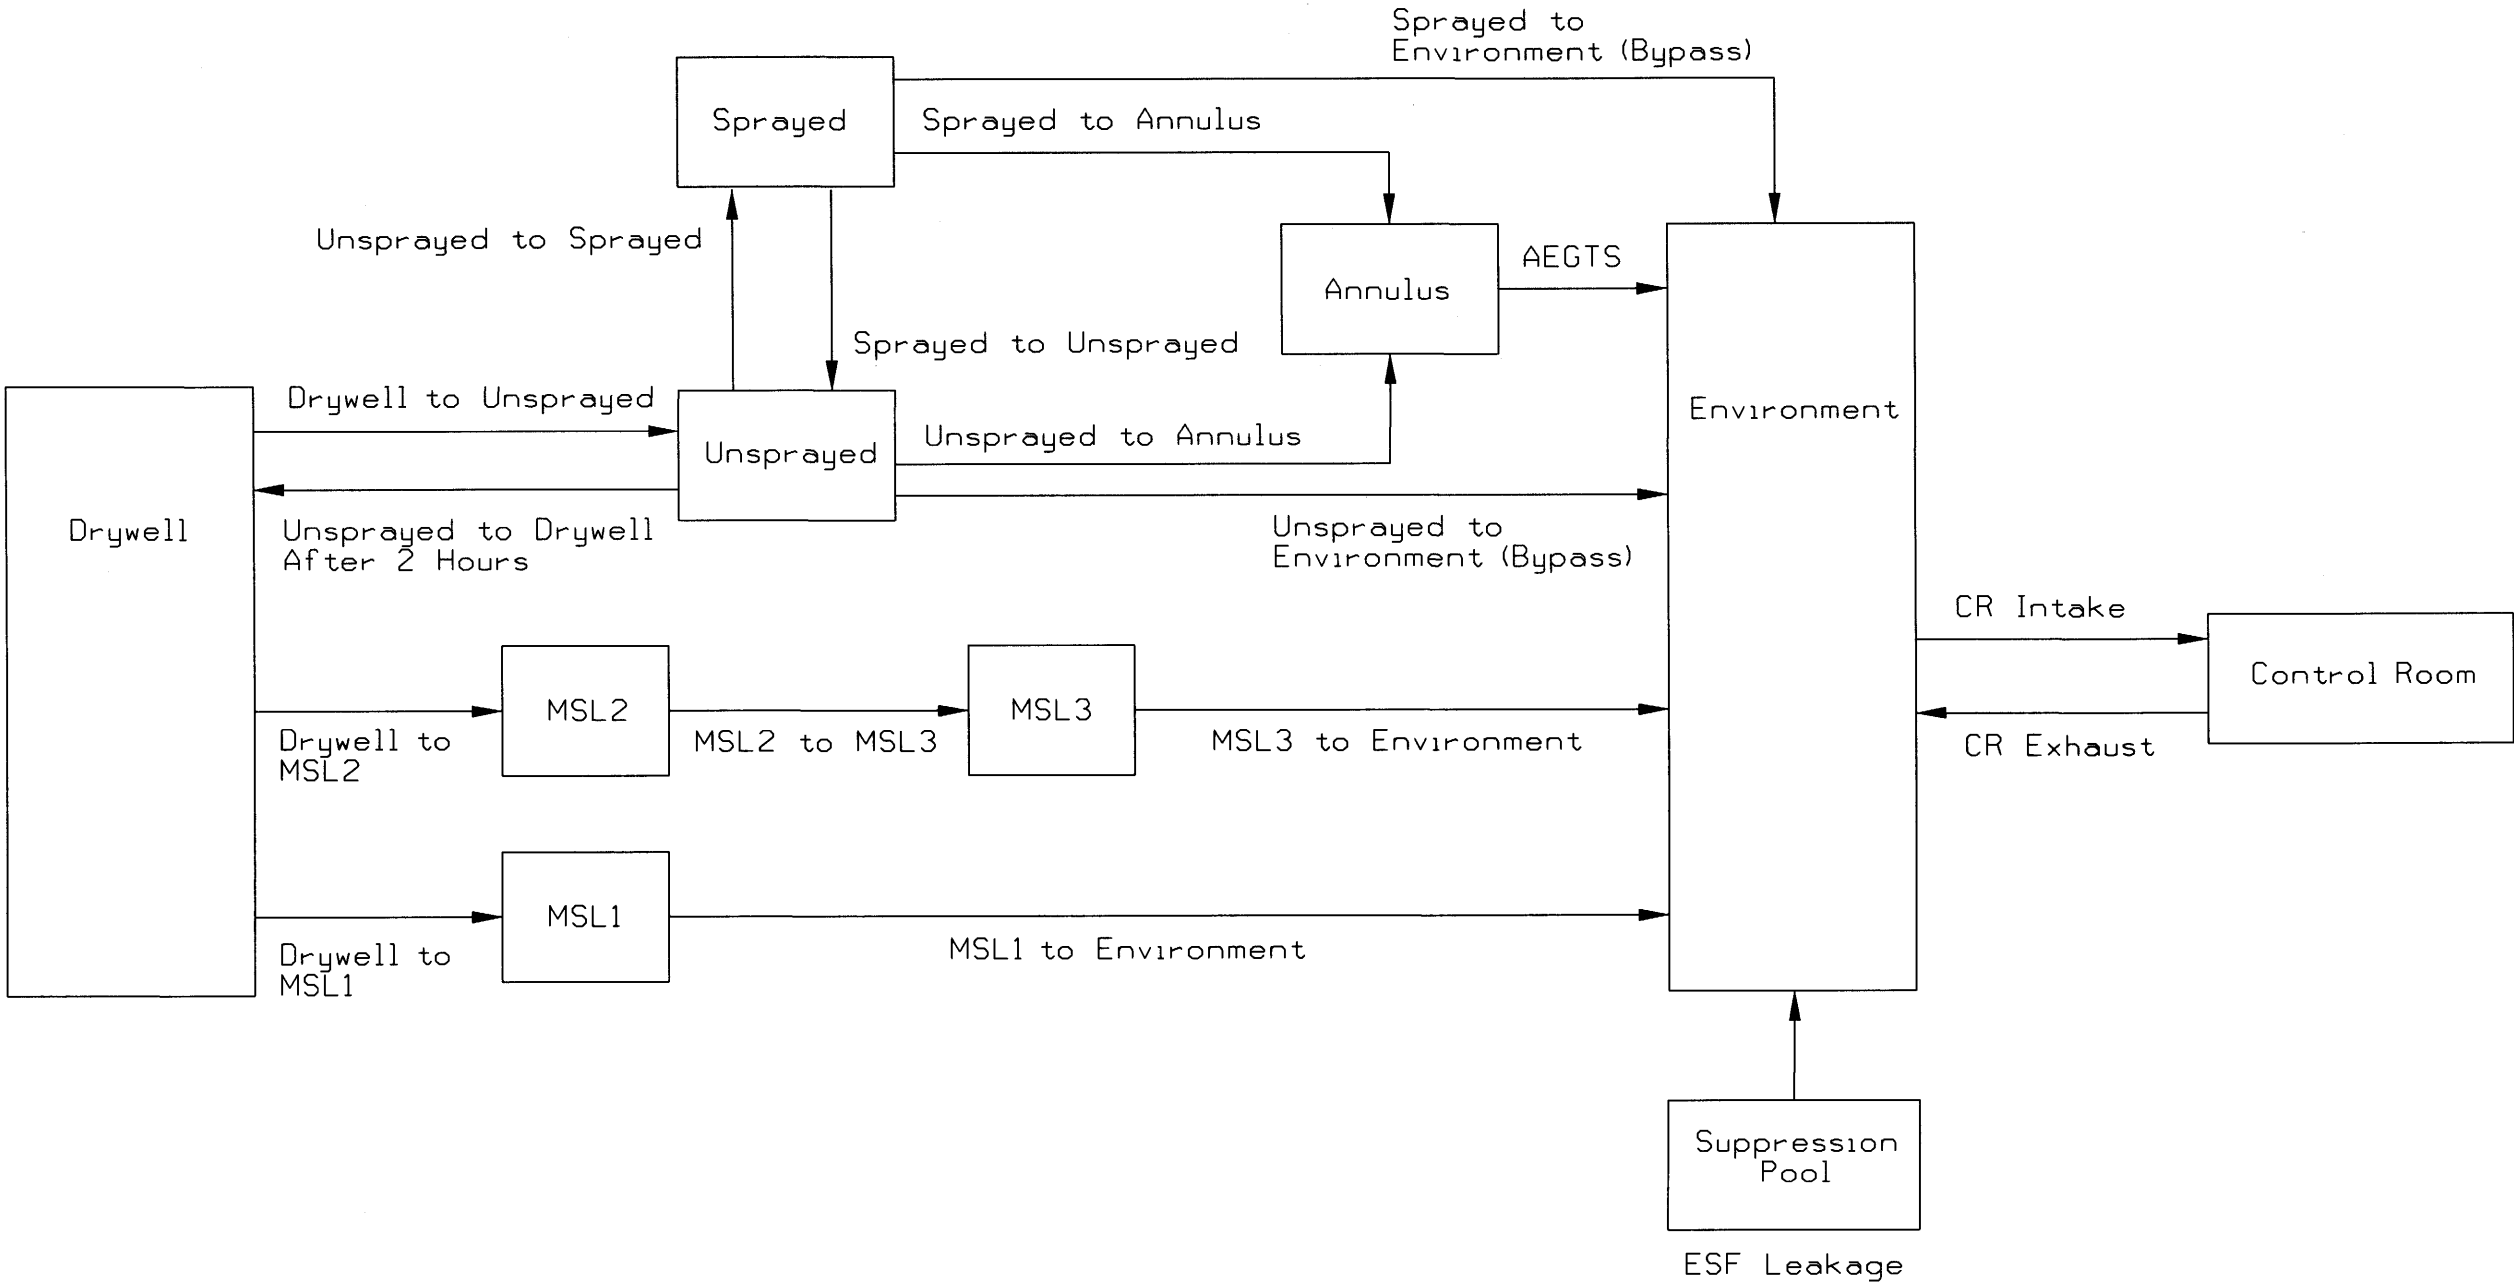 Sprayed to
Environment (Bypass)
Sprayed
Sprayed to Annulus
Unsprayed to Sprayed
AEGTS
Annulus
Sprayed to Unsprayed
Drywell to Unsprayed
Environment
Unsprayed to Annulus
Unsprayed
Drywell
Unsprayed to Drywell
After 2 Hours
Unsprayed to
Environment (Bypass)
CR Intake
Control Room
MSL2
MSL3
Drywell to
MSL2
MSL2 to MSL3
MSL3 to Environment
CR Exhaust
MSL1
Drywell to
MSL1
MSL1 to Environment
Suppression
Pool
ESF Leakage